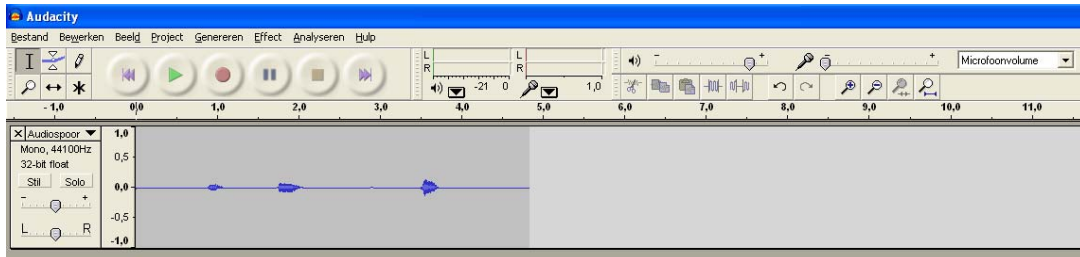 Audacity
Bestand Bewerken Beeld Project Genereren Effect Analyseren Hulp
L
R
-21 0
L
R
1,0
- +
- +
Microfoonvolume
- 1,0 0,0 1,0 2,0 3,0 4,0 5,0 6,0 7,0 8,0 9,0 10,0 11,0
X Audiospoor
Mono, 44100Hz
32-bit float
Stil Solo
- +
L R
1,0
0,5
0,0
-0,5
-1,0